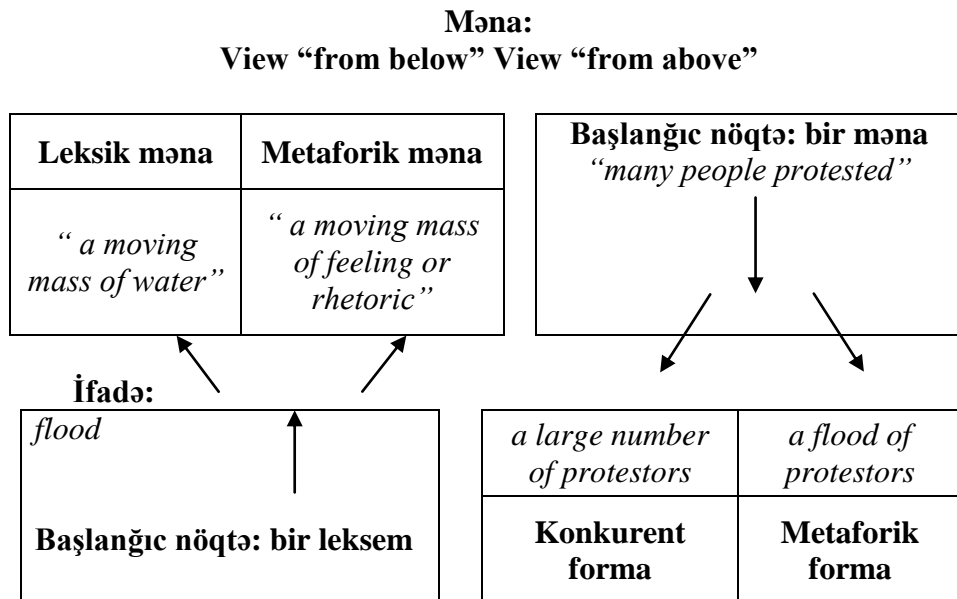 Məna:
View “from below” View “from above”
Leksik məna
Metaforik məna
“ a moving
mass of water”
“ a moving mass
of feeling or
rhetoric”
Başlanğıc nöqtə: bir məna
“many people protested”
İfadə:
flood
Başlanğıc nöqtə: bir leksem
a large number
of protestors
a flood of
protestors
Konkurent
forma
Metaforik
forma